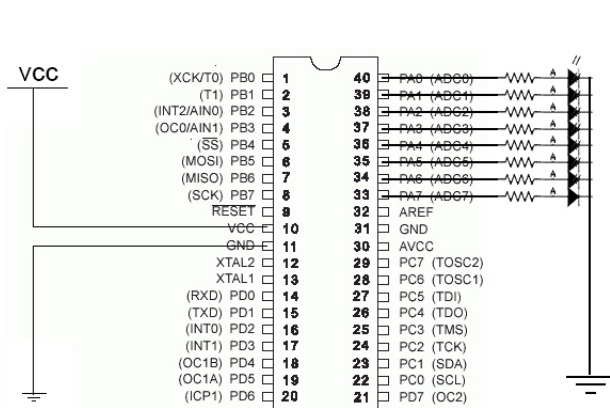 VCC
(XCK/T0) PB0 1 40 PA0 (ADC0) A
(T1) PB1 2 39 PA1 (ADC1) A
(INT2/AIN0) PB2 3 38 PA2 (ADC2) A
(OC0/AIN1) PB3 4 37 PA3 (ADC3) A
(SS) PB4 5 36 PA4 (ADC4) A
(MOSI) PB5 6 35 PA5 (ADC5) A
(MISO) PB6 7 34 PA6 (ADC6) A
(SCK) PB7 8 33 PA7 (ADC7) A
RESET 9 32 AREF
VCC 10 31 GND
GND 11 30 AVCC
XTAL2 12 29 PC7 (TOSC2)
XTAL1 13 28 PC6 (TOSC1)
(RXD) PD0 14 27 PC5 (TDI)
(TXD) PD1 15 26 PC4 (TDO)
(INT0) PD2 16 25 PC3 (TMS)
(INT1) PD3 17 24 PC2 (TCK)
(OC1B) PD4 18 23 PC1 (SDA)
(OC1A) PD5 19 22 PC0 (SCL)
(ICP1) PD6 20 21 PD7 (OC2)